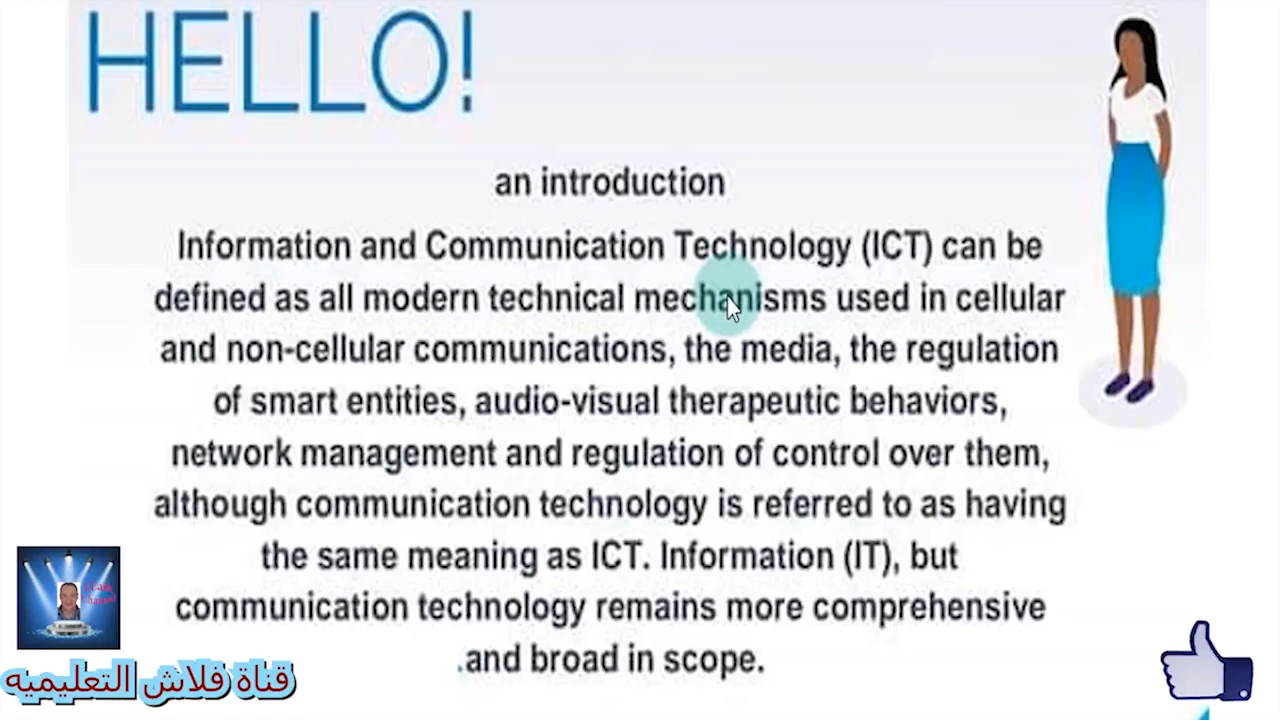 HELLO!
an introduction
Information and Communication Technology (ICT) can be
defined as all modern technical mechanisms used in cellular
and non-cellular communications, the media, the regulation
of smart entities, audio-visual therapeutic behaviors,
network management and regulation of control over them,
although communication technology is referred to as having
the same meaning as ICT. Information (IT), but
communication technology remains more comprehensive
.and broad in scope.
قناة فلاش التعليميه